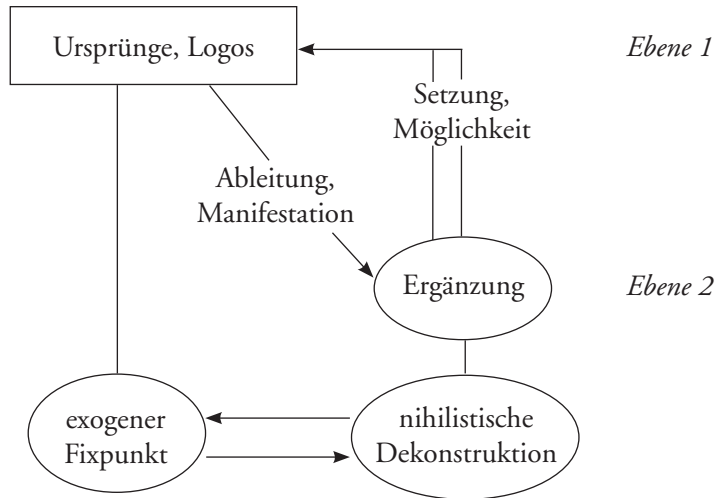 Ursprünge, Logos
Ebene 1
Setzung,
Möglichkeit
Ableitung,
Manifestation
Ergänzung
Ebene 2
exogener
Fixpunkt
nihilistische
Dekonstruktion